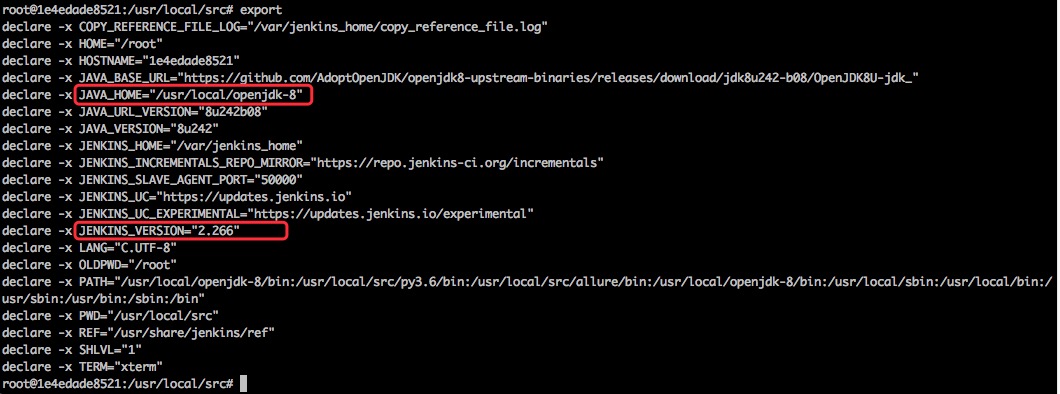 root@1e4edade8521:/usr/local/src# export
declare -x COPY_REFERENCE_FILE_LOG="/var/jenkins_home/copy_reference_file.log"
declare -x HOME="/root"
declare -x HOSTNAME="1e4edade8521"
declare -x JAVA_BASE_URL="https://github.com/AdoptOpenJDK/openjdk8-upstream-binaries/releases/download/jdk8u242-b08/OpenJDK8U-jdk_"
declare -x JAVA_HOME="/usr/local/openjdk-8"
declare -x JAVA_URL_VERSION="8u242b08"
declare -x JAVA_VERSION="8u242"
declare -x JENKINS_HOME="/var/jenkins_home"
declare -x JENKINS_INCREMENTALS_REPO_MIRROR="https://repo.jenkins-ci.org/incrementals"
declare -x JENKINS_SLAVE_AGENT_PORT="50000"
declare -x JENKINS_UC="https://updates.jenkins.io"
declare -x JENKINS_UC_EXPERIMENTAL="https://updates.jenkins.io/experimental"
declare -x JENKINS_VERSION="2.266"
declare -x LANG="C.UTF-8"
declare -x OLDPWD="/root"
declare -x PATH="/usr/local/openjdk-8/bin:/usr/local/src/py3.6/bin:/usr/local/src/allure/bin:/usr/local/openjdk-8/bin:/usr/local/sbin:/usr/local/bin:/
usr/sbin:/usr/bin:/sbin:/bin"
declare -x PWD="/usr/local/src"
declare -x REF="/usr/share/jenkins/ref"
declare -x SHLVL="1"
declare -x TERM="xterm"
root@1e4edade8521:/usr/local/src#